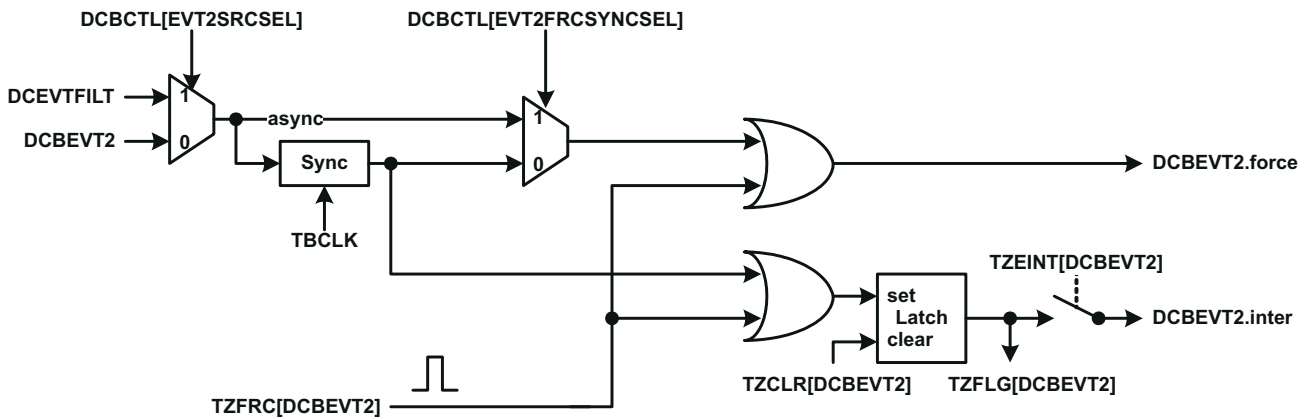 DCBCTL[EVT2SRCSEL]
DCBCTL[EVT2FRCSYNCSEL]
DCEVTFILT
1
async
1
DCBEVT2
0
Sync
0
DCBEVT2.force
TBCLK
TZEINT[DCBEVT2]
set
Latch
DCBEVT2.inter
clear
TZCLR[DCBEVT2]
TZFLG[DCBEVT2]
TZFRC[DCBEVT2]